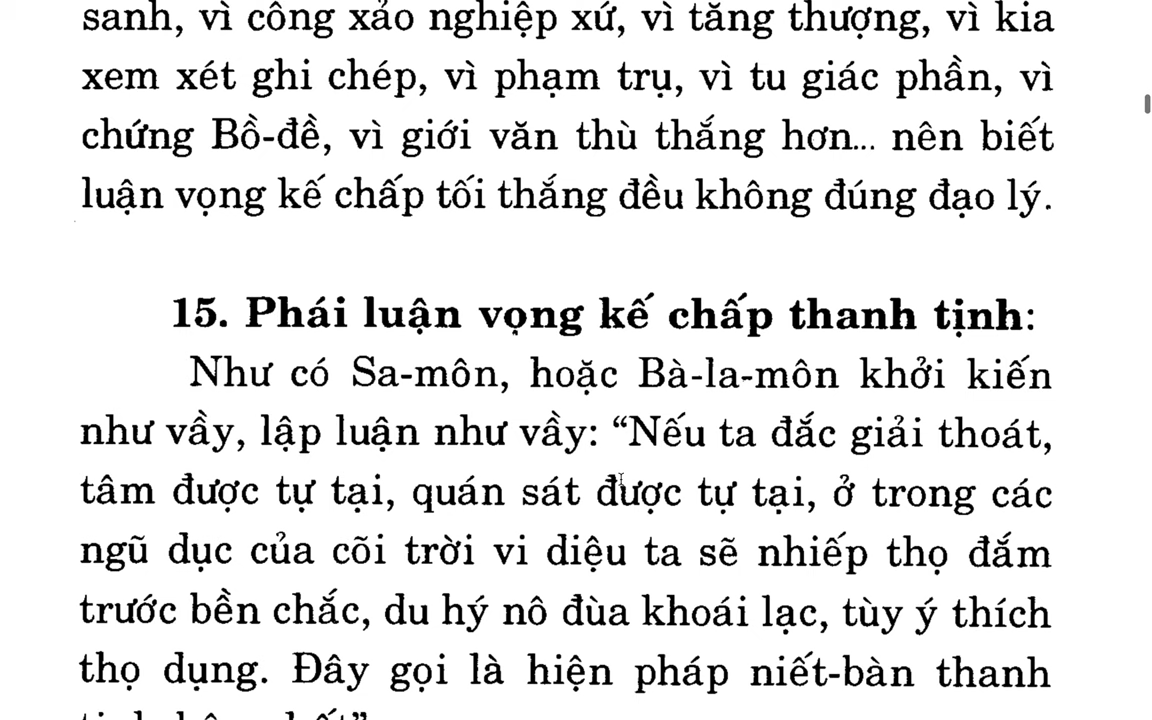 sanh, vì công xảo nghiệp xứ, vì tăng thượng, vì kia
xem xét ghi chép, vì phạm trụ, vì tu giác phần, vì
chứng Bồ-đề, vì giới văn thù thắng hơn... nên biết
luận vọng kế chấp tối thắng đều không đúng đạo lý.
15. Phái luận vọng kế chấp thanh tịnh:
Như có Sa-môn, hoặc Bà-la-môn khởi kiến
như vầy, lập luận như vầy: “Nếu ta đắc giải thoát,
tâm được tự tại, quán sát được tự tại, ở trong các
ngũ dục của cõi trời vi diệu ta sẽ nhiếp thọ đắm
trước bền chắc, du hý nô đùa khoái lạc, tùy ý thích
thọ dụng. Đây gọi là hiện pháp niết-bàn thanh